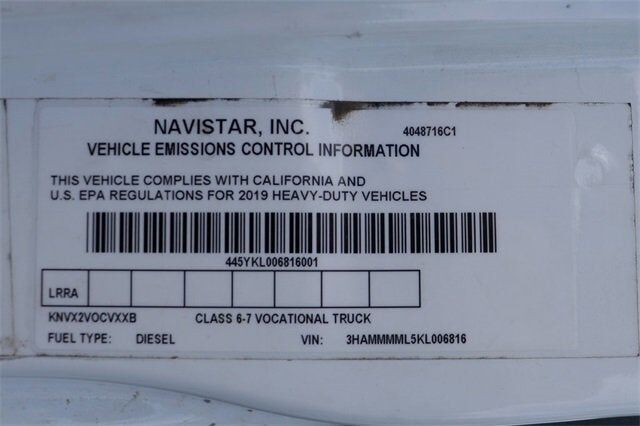 NAVISTAR, INC. 4048716C1
VEHICLE EMISSIONS CONTROL INFORMATION
THIS VEHICLE COMPLIES WITH CALIFORNIA AND
U.S. EPA REGULATIONS FOR 2019 HEAVY-DUTY VEHICLES
445YKL006816001
LRRA
KNVX2VOCVXXB CLASS 6-7 VOCATIONAL TRUCK
FUEL TYPE: DIESEL VIN: 3HAMMMML5KL006816